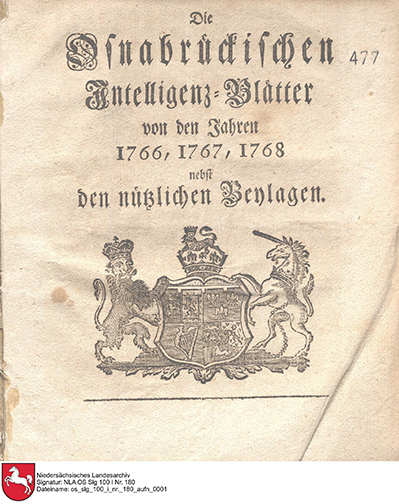 Die
Osnabrückischen
477
Intelligenz-Blätter
von den Jahren
1766, 1767, 1768
nebst
den nützlichen Beylagen.
Niedersächsisches Landesarchiv
Signatur: NLA OS Slg 100 I Nr. 180
Dateiname: os_slg_100_i_nr._180_aufn_0001